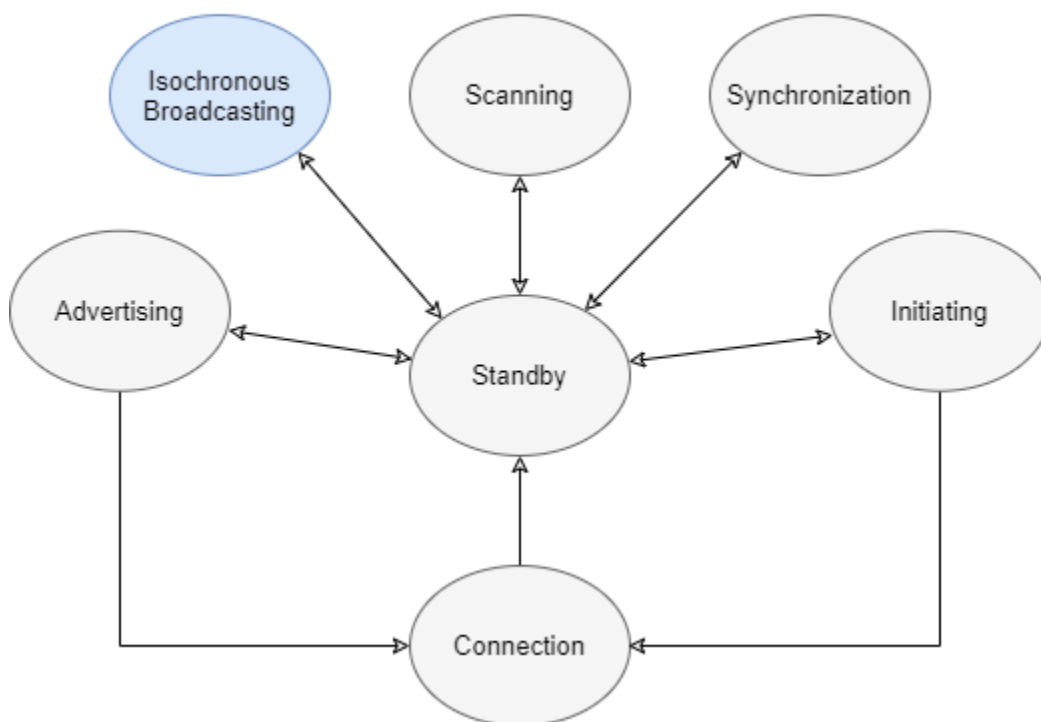 Isochronous
Broadcasting
Scanning
Synchronization
Advertising
Initiating
Standby
Connection